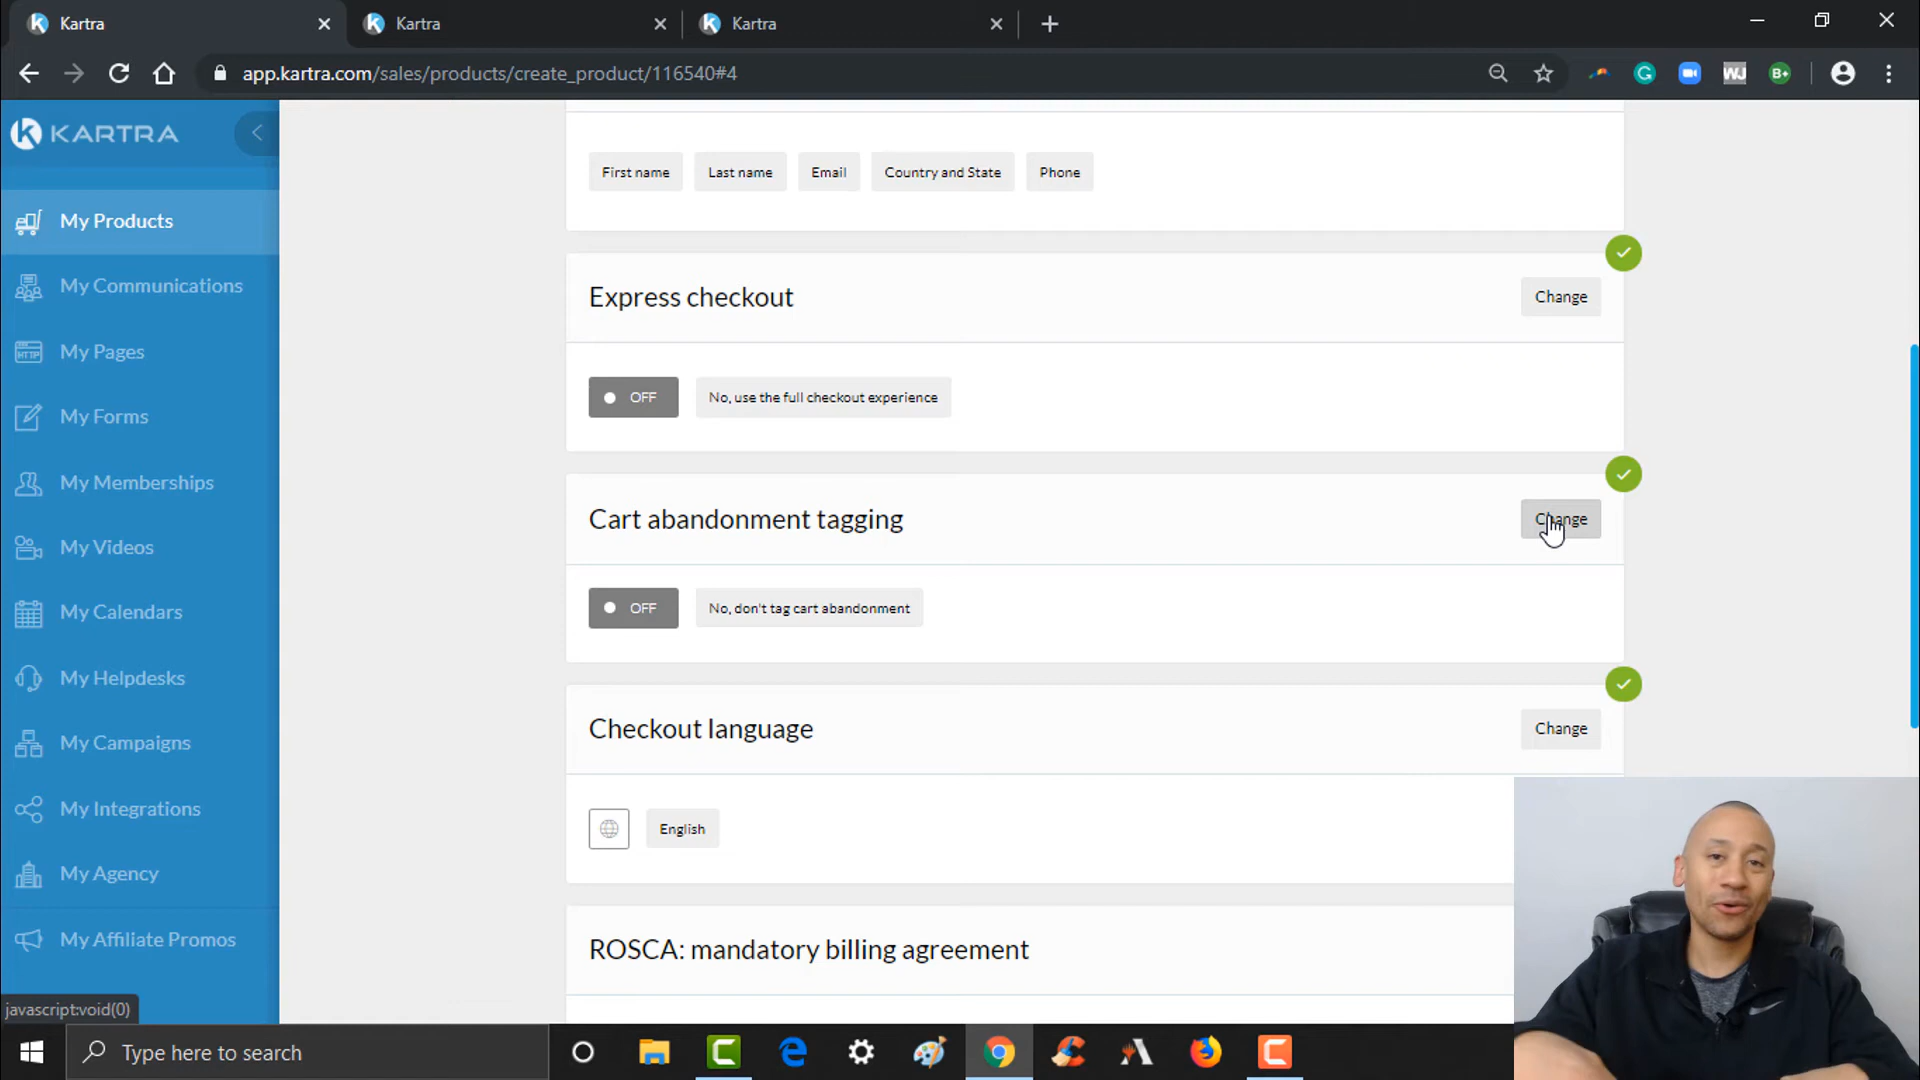 Kartra
Kartra
Kartra
app.kartra.com/sales/products/create_product/116540#4
KARTRA
My Products
My Communications
My Pages
My Forms
My Memberships
My Videos
My Calendars
My Helpdesks
My Campaigns
My Integrations
My Agency
My Affiliate Promos
First name Last name Email Country and State Phone
Express checkout Change
OFF No, use the full checkout experience
Cart abandonment tagging Change
OFF No, don't tag cart abandonment
Checkout language Change
English
ROSCA: mandatory billing agreement
javascript:void(0)
Type here to search